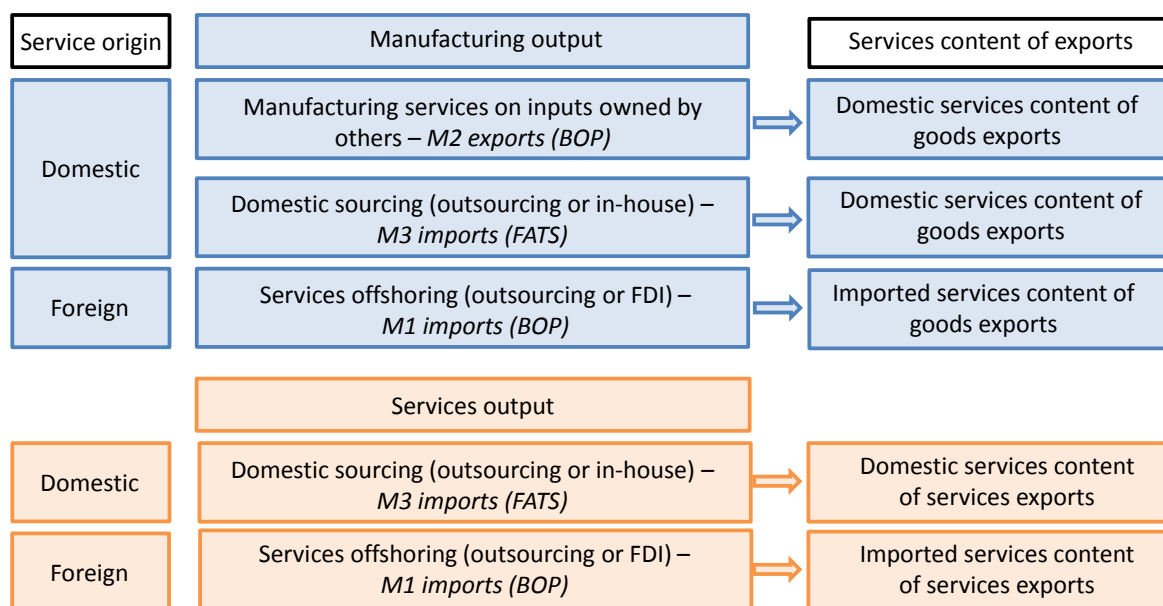 Service origin
Manufacturing output
Services content of exports
Domestic
Manufacturing services on inputs owned by
others – M2 exports (BOP)
Domestic services content of
goods exports
Domestic sourcing (outsourcing or in-house) –
M3 imports (FATS)
Domestic services content of
goods exports
Foreign
Services offshoring (outsourcing or FDI) –
M1 imports (BOP)
Imported services content of
goods exports
Services output
Domestic
Domestic sourcing (outsourcing or in-house) –
M3 imports (FATS)
Domestic services content
of services exports
Foreign
Services offshoring (outsourcing or FDI) –
M1 imports (BOP)
Imported services content
of services exports